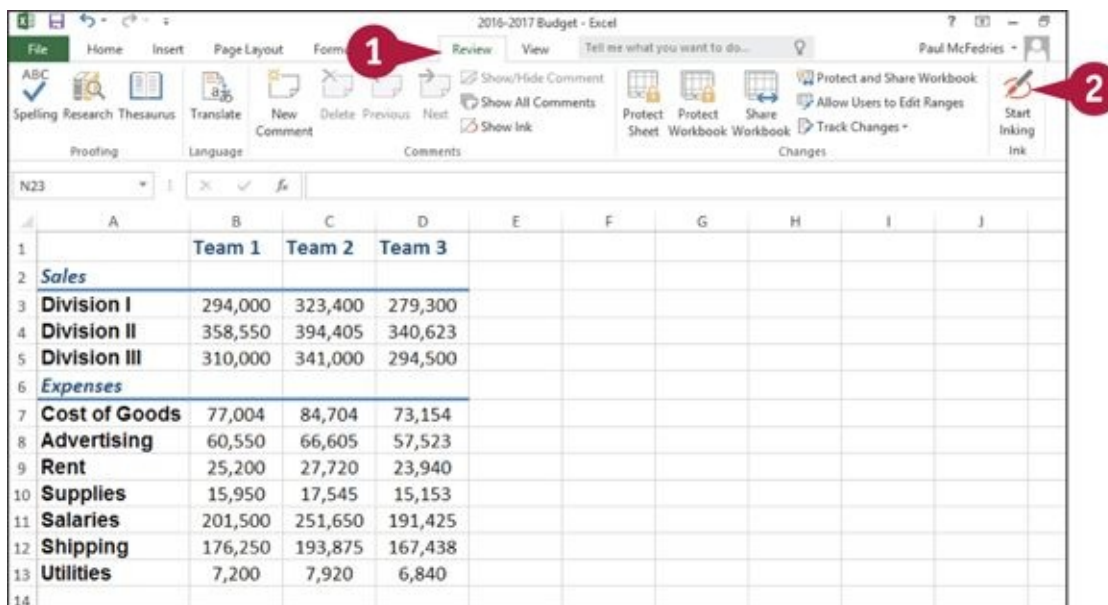 2016-2017 Budget - Excel ?
File Home Insert Page Layout Form 1 Review View Tell me what you want to do... Paul McFedries
ABC
Spelling Research Thesaurus Translate New Comment Delete Previous Next Show/Hide Comment Show All Comments Show Ink Protect Sheet Protect Workbook Share Workbook Protect and Share Workbook Allow Users to Edit Ranges Track Changes Start Inking 2
Proofing Language Comments Changes Ink
N23 fx
A B C D E F G H I J
1 Team 1 Team 2 Team 3
2 Sales
3 Division I 294,000 323,400 279,300
4 Division II 358,550 394,405 340,623
5 Division III 310,000 341,000 294,500
6 Expenses
7 Cost of Goods 77,004 84,704 73,154
8 Advertising 60,550 66,605 57,523
9 Rent 25,200 27,720 23,940
10 Supplies 15,950 17,545 15,153
11 Salaries 201,500 251,650 191,425
12 Shipping 176,250 193,875 167,438
13 Utilities 7,200 7,920 6,840
14